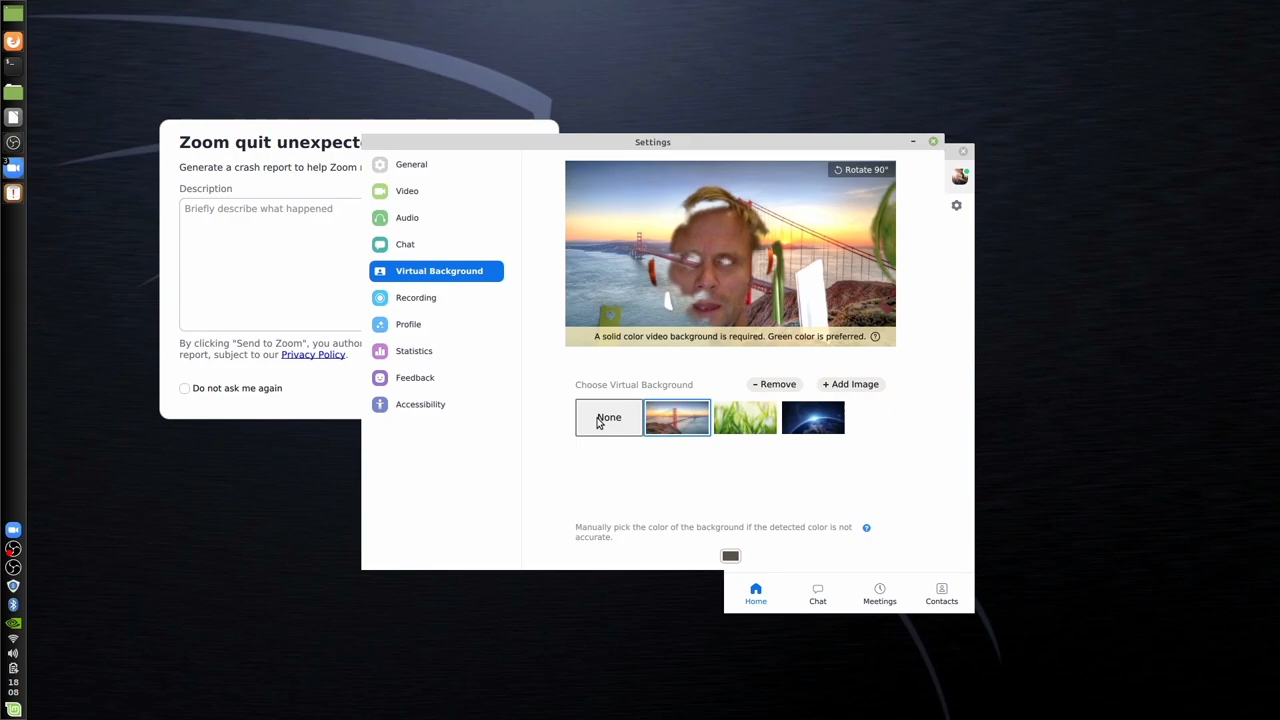 Zoom quit unexpect
Generate a crash report to help Zoom
Description
Briefly describe what happened
By clicking "Send to Zoom", you author
report, subject to our Privacy Policy.
Do not ask me again
Settings
General
Video
Audio
Chat
Virtual Background
Recording
Profile
Statistics
Feedback
Accessibility
Rotate 90°
A solid color video background is required. Green color is preferred. ?
Choose Virtual Background
− Remove
+ Add Image
None
Manually pick the color of the background if the detected color is not ?
accurate.
Home
Chat
Meetings
Contacts
3
18
08